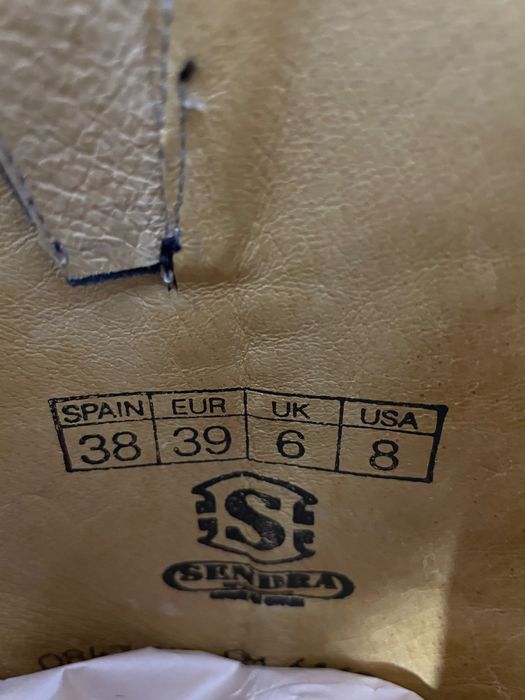 SPAIN EUR UK USA
38 39 6 8
S
SENDRA